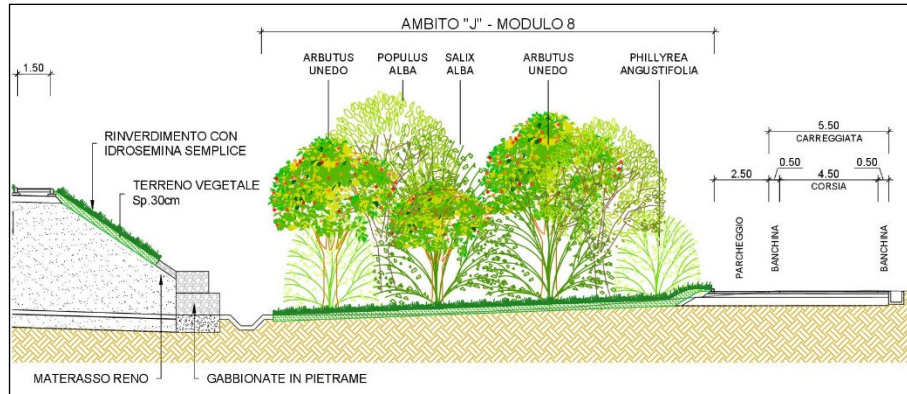 AMBITO "J" - MODULO 8
ARBUTUS
UNEDO
POPULUS
ALBA
SALIX
ALBA
ARBUTUS
UNEDO
PHILLYREA
ANGUSTIFOLIA
1.50
RINVERDIMENTO CON
IDROSEMINA SEMPLICE
TERRENO VEGETALE
Sp.30cm
5.50
CARREGGIATA
2.50
0.50
4.50
0.50
CORSIA
PARCHEGGIO
BANCHINA
BANCHINA
MATERASSO RENO
GABBIONATE IN PIETRAME